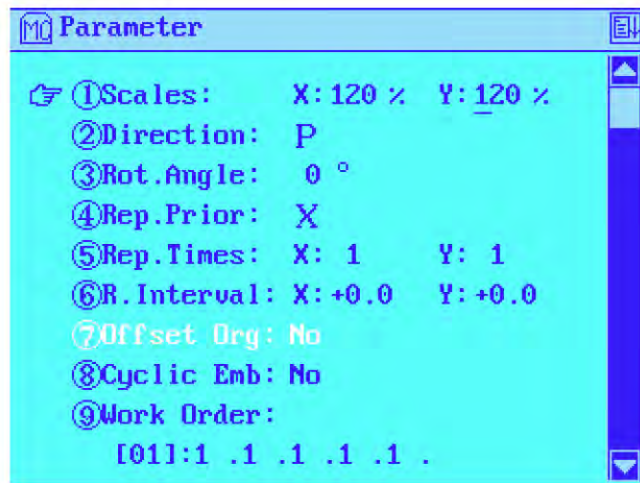 MC Parameter
①Scales: X:120 % Y:120 %
②Direction: P
③Rot.Angle: 0 °
④Rep.Prior: X
⑤Rep.Times: X: 1 Y: 1
⑥R.Interval: X:+0.0 Y:+0.0
⑦Offset Org: No
⑧Cyclic Emb: No
⑨Work Order:
[01]:1 .1 .1 .1 .1 .